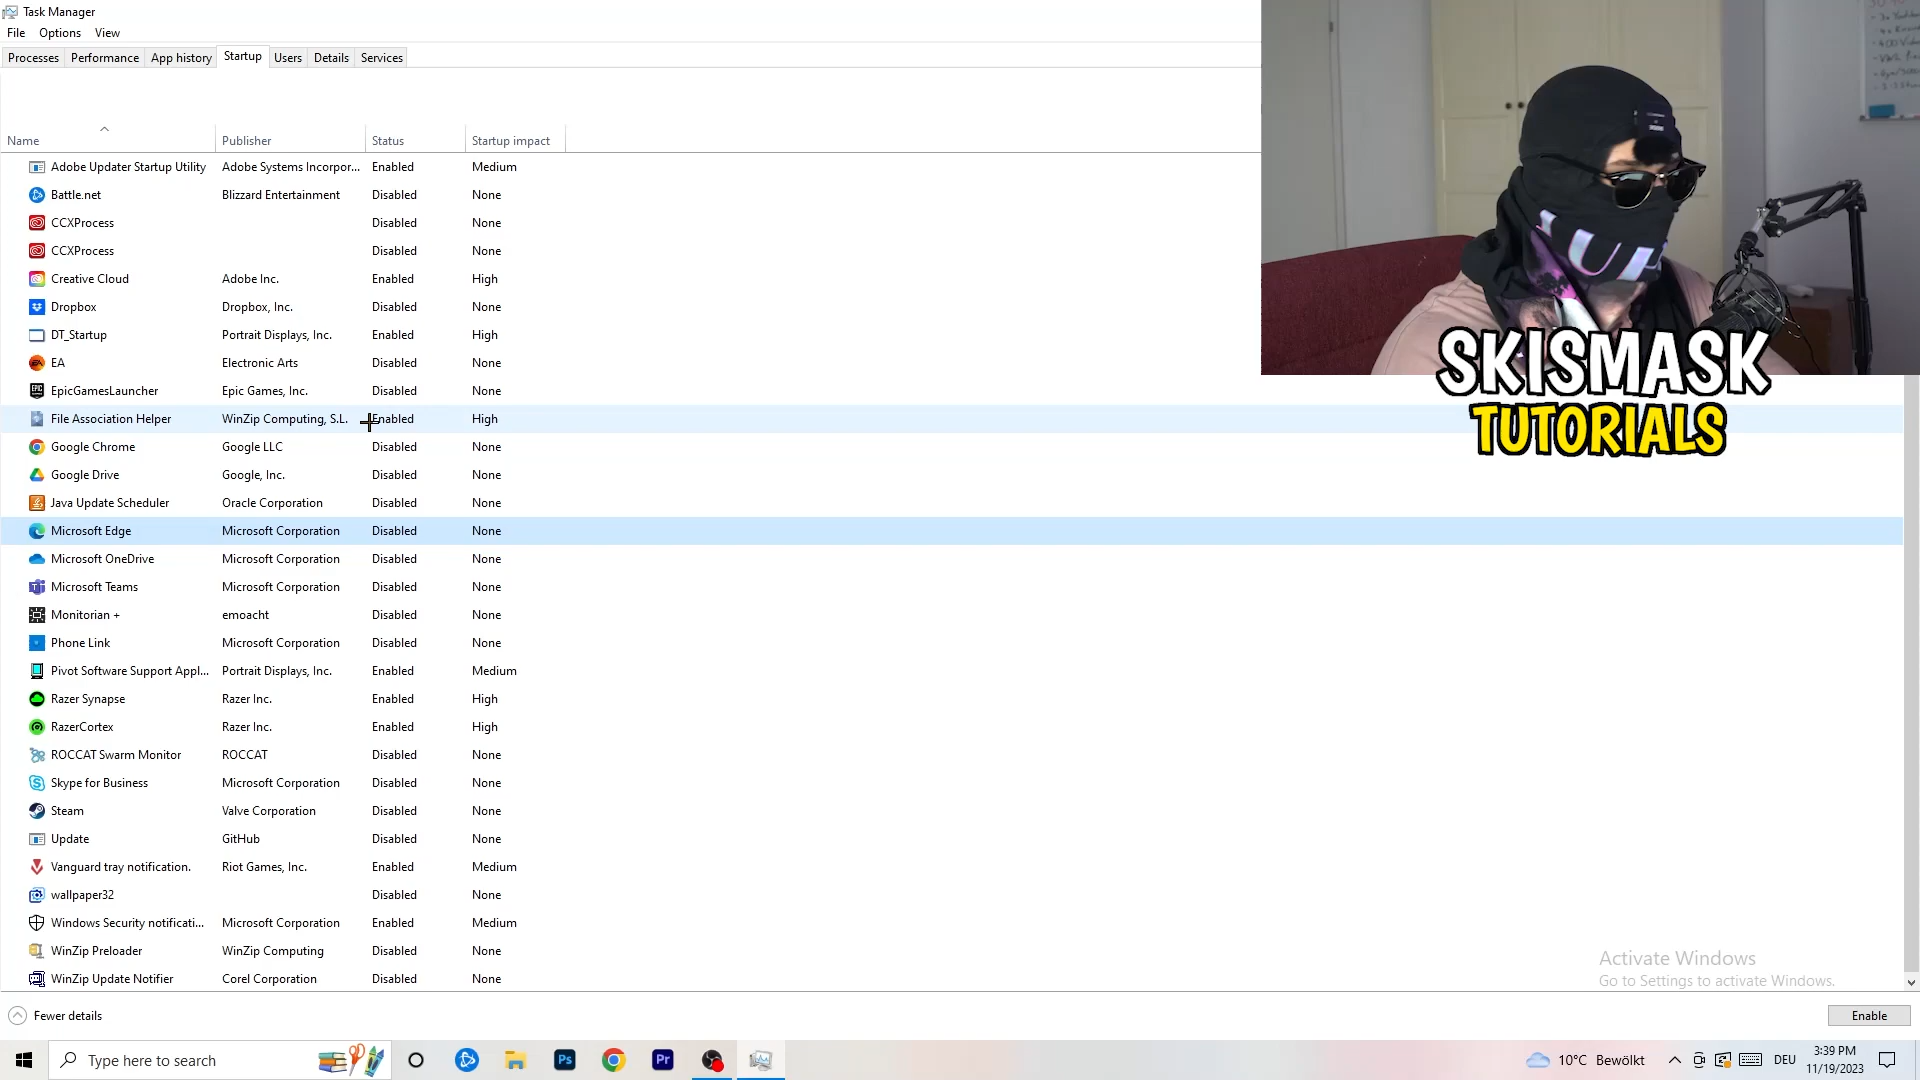 Task Manager
File Options View
Processes Performance App history Startup Users Details Services
Name Publisher Status Startup impact
Adobe Updater Startup Utility Adobe Systems Incorpor... Enabled Medium
Battle.net Blizzard Entertainment Disabled None
CCXProcess Disabled None
CCXProcess Disabled None
Creative Cloud Adobe Inc. Enabled High
Dropbox Dropbox, Inc. Disabled None
DT_Startup Portrait Displays, Inc. Enabled High
EA Electronic Arts Disabled None
EpicGamesLauncher Epic Games, Inc. Disabled None
File Association Helper WinZip Computing, S.L. Enabled High
Google Chrome Google LLC Disabled None
Google Drive Google, Inc. Disabled None
Java Update Scheduler Oracle Corporation Disabled None
Microsoft Edge Microsoft Corporation Disabled None
Microsoft OneDrive Microsoft Corporation Disabled None
Microsoft Teams Microsoft Corporation Disabled None
Monitorian + emoacht Disabled None
Phone Link Microsoft Corporation Disabled None
Pivot Software Support Appl... Portrait Displays, Inc. Enabled Medium
Razer Synapse Razer Inc. Enabled High
RazerCortex Razer Inc. Enabled High
ROCCAT Swarm Monitor ROCCAT Disabled None
Skype for Business Microsoft Corporation Disabled None
Steam Valve Corporation Disabled None
Update GitHub Disabled None
Vanguard tray notification. Riot Games, Inc. Enabled Medium
wallpaper32 Disabled None
Windows Security notificati... Microsoft Corporation Enabled Medium
WinZip Preloader WinZip Computing Disabled None
WinZip Update Notifier Corel Corporation Disabled None
SKISMASK
TUTORIALS
Activate Windows
Go to Settings to activate Windows.
Fewer details
Enable
Type here to search
Ps
Pr
10°C Bewölkt
DEU
3:39 PM
11/19/2023